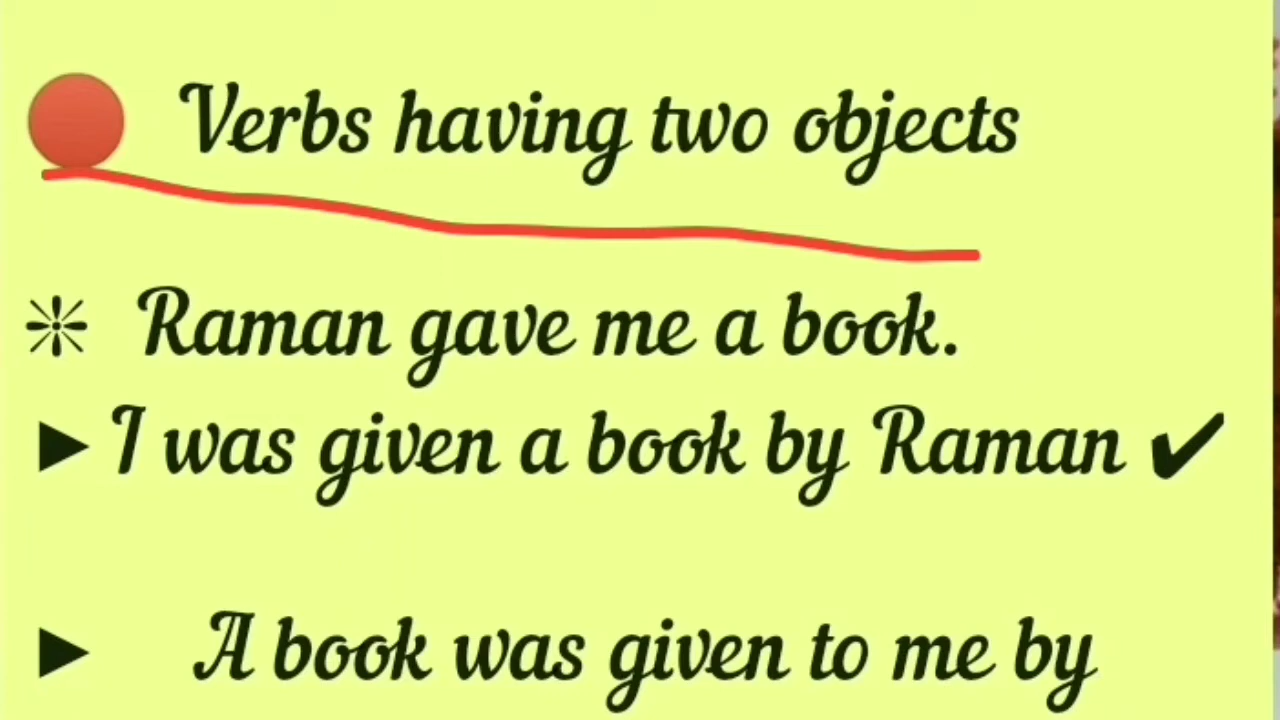 Verbs having two objects
Raman gave me a book.
I was given a book by Raman ✔
A book was given to me by